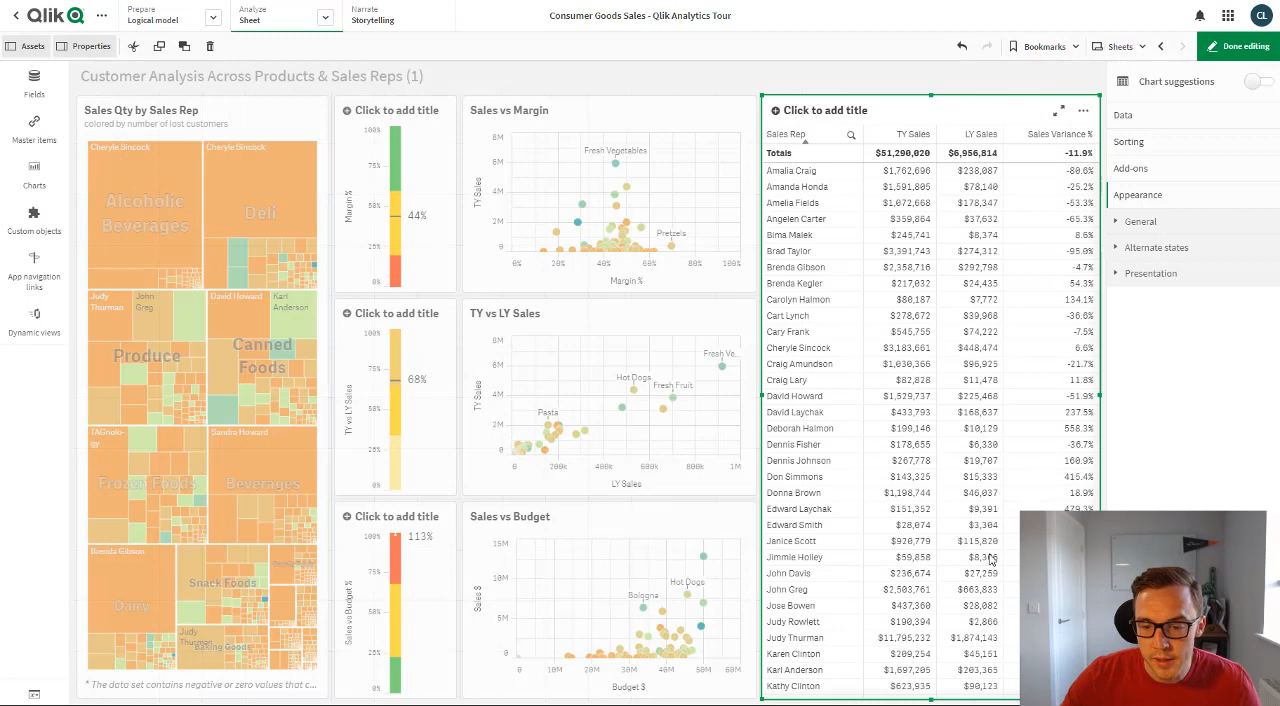 Qlik
Prepare
Logical model
Analyze
Sheet
Narrate
Storytelling
Consumer Goods Sales - Qlik Analytics Tour
CL
Assets
Properties
Bookmarks
Sheets
Done editing
Fields
Master items
Charts
Custom objects
App navigation
links
Dynamic views
Customer Analysis Across Products & Sales Reps (1)
Sales Qty by Sales Rep
colored by number of lost customers
Cheryle Sincock
Cheryle Sincock
Alcoholic
Beverages
Deli
Judy
Thurman
John
Greg
David Howard
Karl
Anderson
Produce
Canned
Foods
TAGnolo-
gy
Sandra Howard
Frozen Foods
Beverages
Brenda Gibson
Snack Foods
Dairy
Judy
Thurman
Baking Goods
* The data set contains negative or zero values that c...
Click to add title
100%
75%
50%
25%
0%
Margin %
44%
Click to add title
100%
75%
50%
25%
0%
TY vs LY Sales
68%
Click to add title
113%
100%
75%
50%
25%
0%
Sales vs Budget %
Sales vs Margin
8M
6M
4M
2M
0
TY Sales
Fresh Vegetables
Pretzels
0%
20%
40%
60%
80%
100%
Margin %
TY vs LY Sales
8M
6M
4M
2M
0
TY Sales
Fresh Ve...
Hot Dogs
Fresh Fruit
Pasta
0
200k
400k
600k
800k
1M
LY Sales
Sales vs Budget
15M
10M
5M
0
Sales $
Hot Dogs
Bologna
0
10M
20M
30M
40M
50M
60M
Budget $
Click to add title
Sales Rep TY Sales LY Sales Sales Variance %
Totals $51,290,020 $6,956,814 -11.9%
Amalia Craig $1,762,696 $238,087 -80.6%
Amanda Honda $1,591,805 $78,140 -25.2%
Amelia Fields $1,072,668 $178,347 -53.3%
Angelen Carter $359,864 $37,632 -65.3%
Bima Malek $245,741 $8,374 8.6%
Brad Taylor $3,391,743 $274,312 -95.0%
Brenda Gibson $2,358,716 $292,798 -4.7%
Brenda Kegler $217,032 $24,435 54.3%
Carolyn Halmon $80,187 $7,772 134.1%
Cart Lynch $278,672 $39,968 -36.6%
Cary Frank $545,755 $74,222 -7.5%
Cheryle Sincock $3,183,661 $448,474 6.6%
Craig Amundson $1,030,366 $96,925 -21.7%
Craig Lary $82,828 $11,478 11.8%
David Howard $1,529,737 $225,468 -51.9%
David Laychak $433,793 $168,637 237.5%
Deborah Halmon $199,146 $10,129 558.3%
Dennis Fisher $178,655 $6,330 -36.7%
Dennis Johnson $267,778 $19,707 160.9%
Don Simmons $143,325 $15,333 415.4%
Donna Brown $1,198,744 $46,037 18.9%
Edward Laychak $151,352 $9,391 479.3%
Edward Smith $28,074 $3,304
Janice Scott $920,779 $115,820
Jimmie Holley $59,858
John Davis $236,674 $27,259
John Greg $2,503,761 $663,833
Jose Bowen $437,360 $28,082
Judy Rowlett $190,394 $2,866
Judy Thurman $1,874,143
Karen Clinton $209,254 $45,151
Karl Anderson $1,697,205 $203,365
Kathy Clinton $623,935 $90,123
Chart suggestions
Data
Sorting
Add-ons
Appearance
General
Alternate states
Presentation